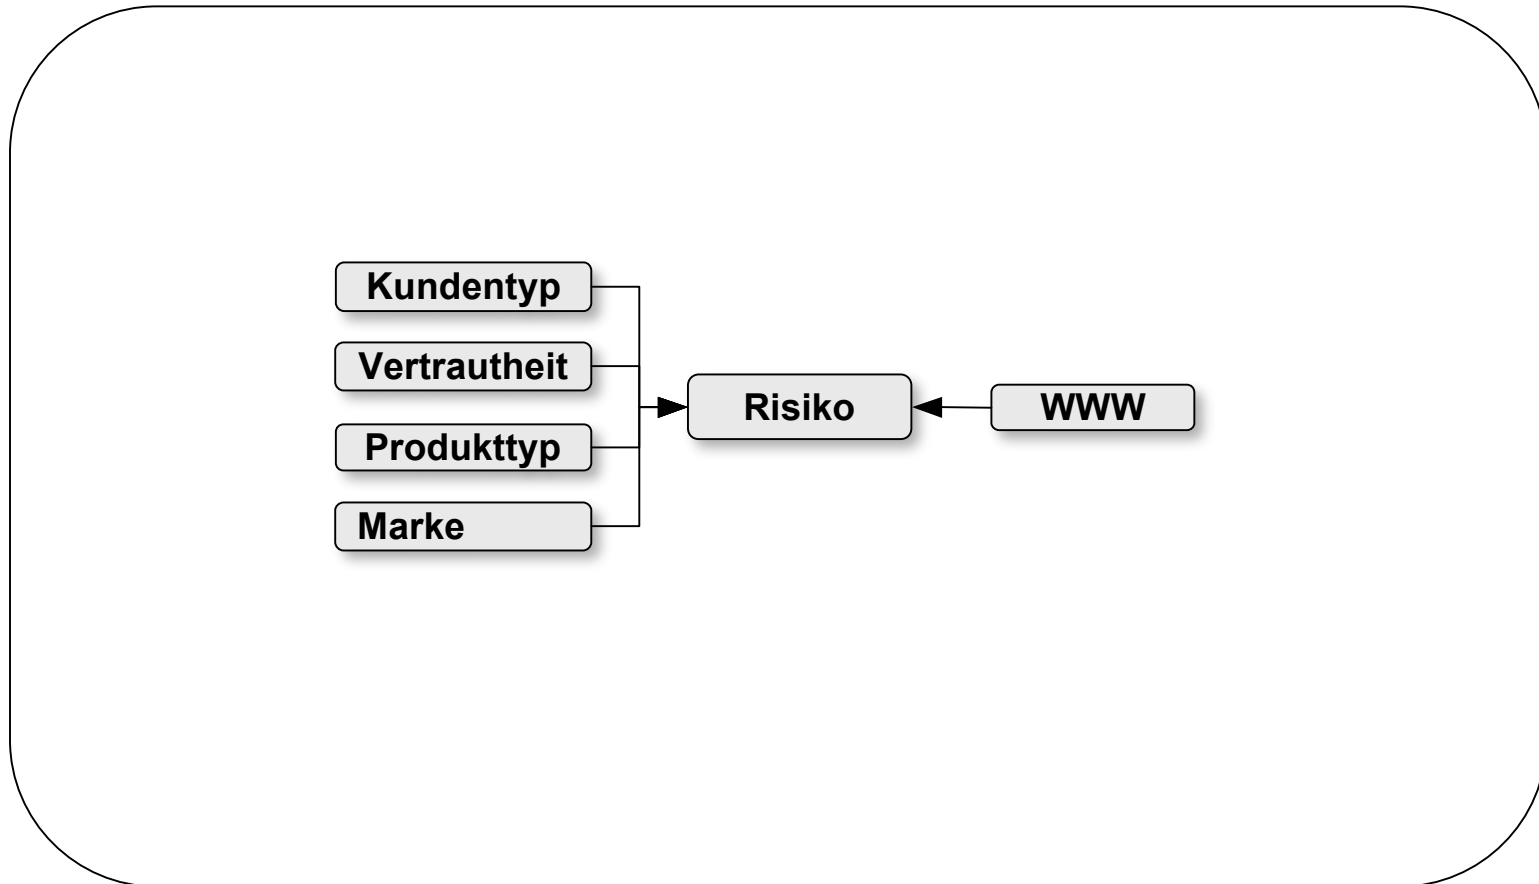 Kundentyp
Vertrautheit
Produkttyp
Marke
Risiko
WWW